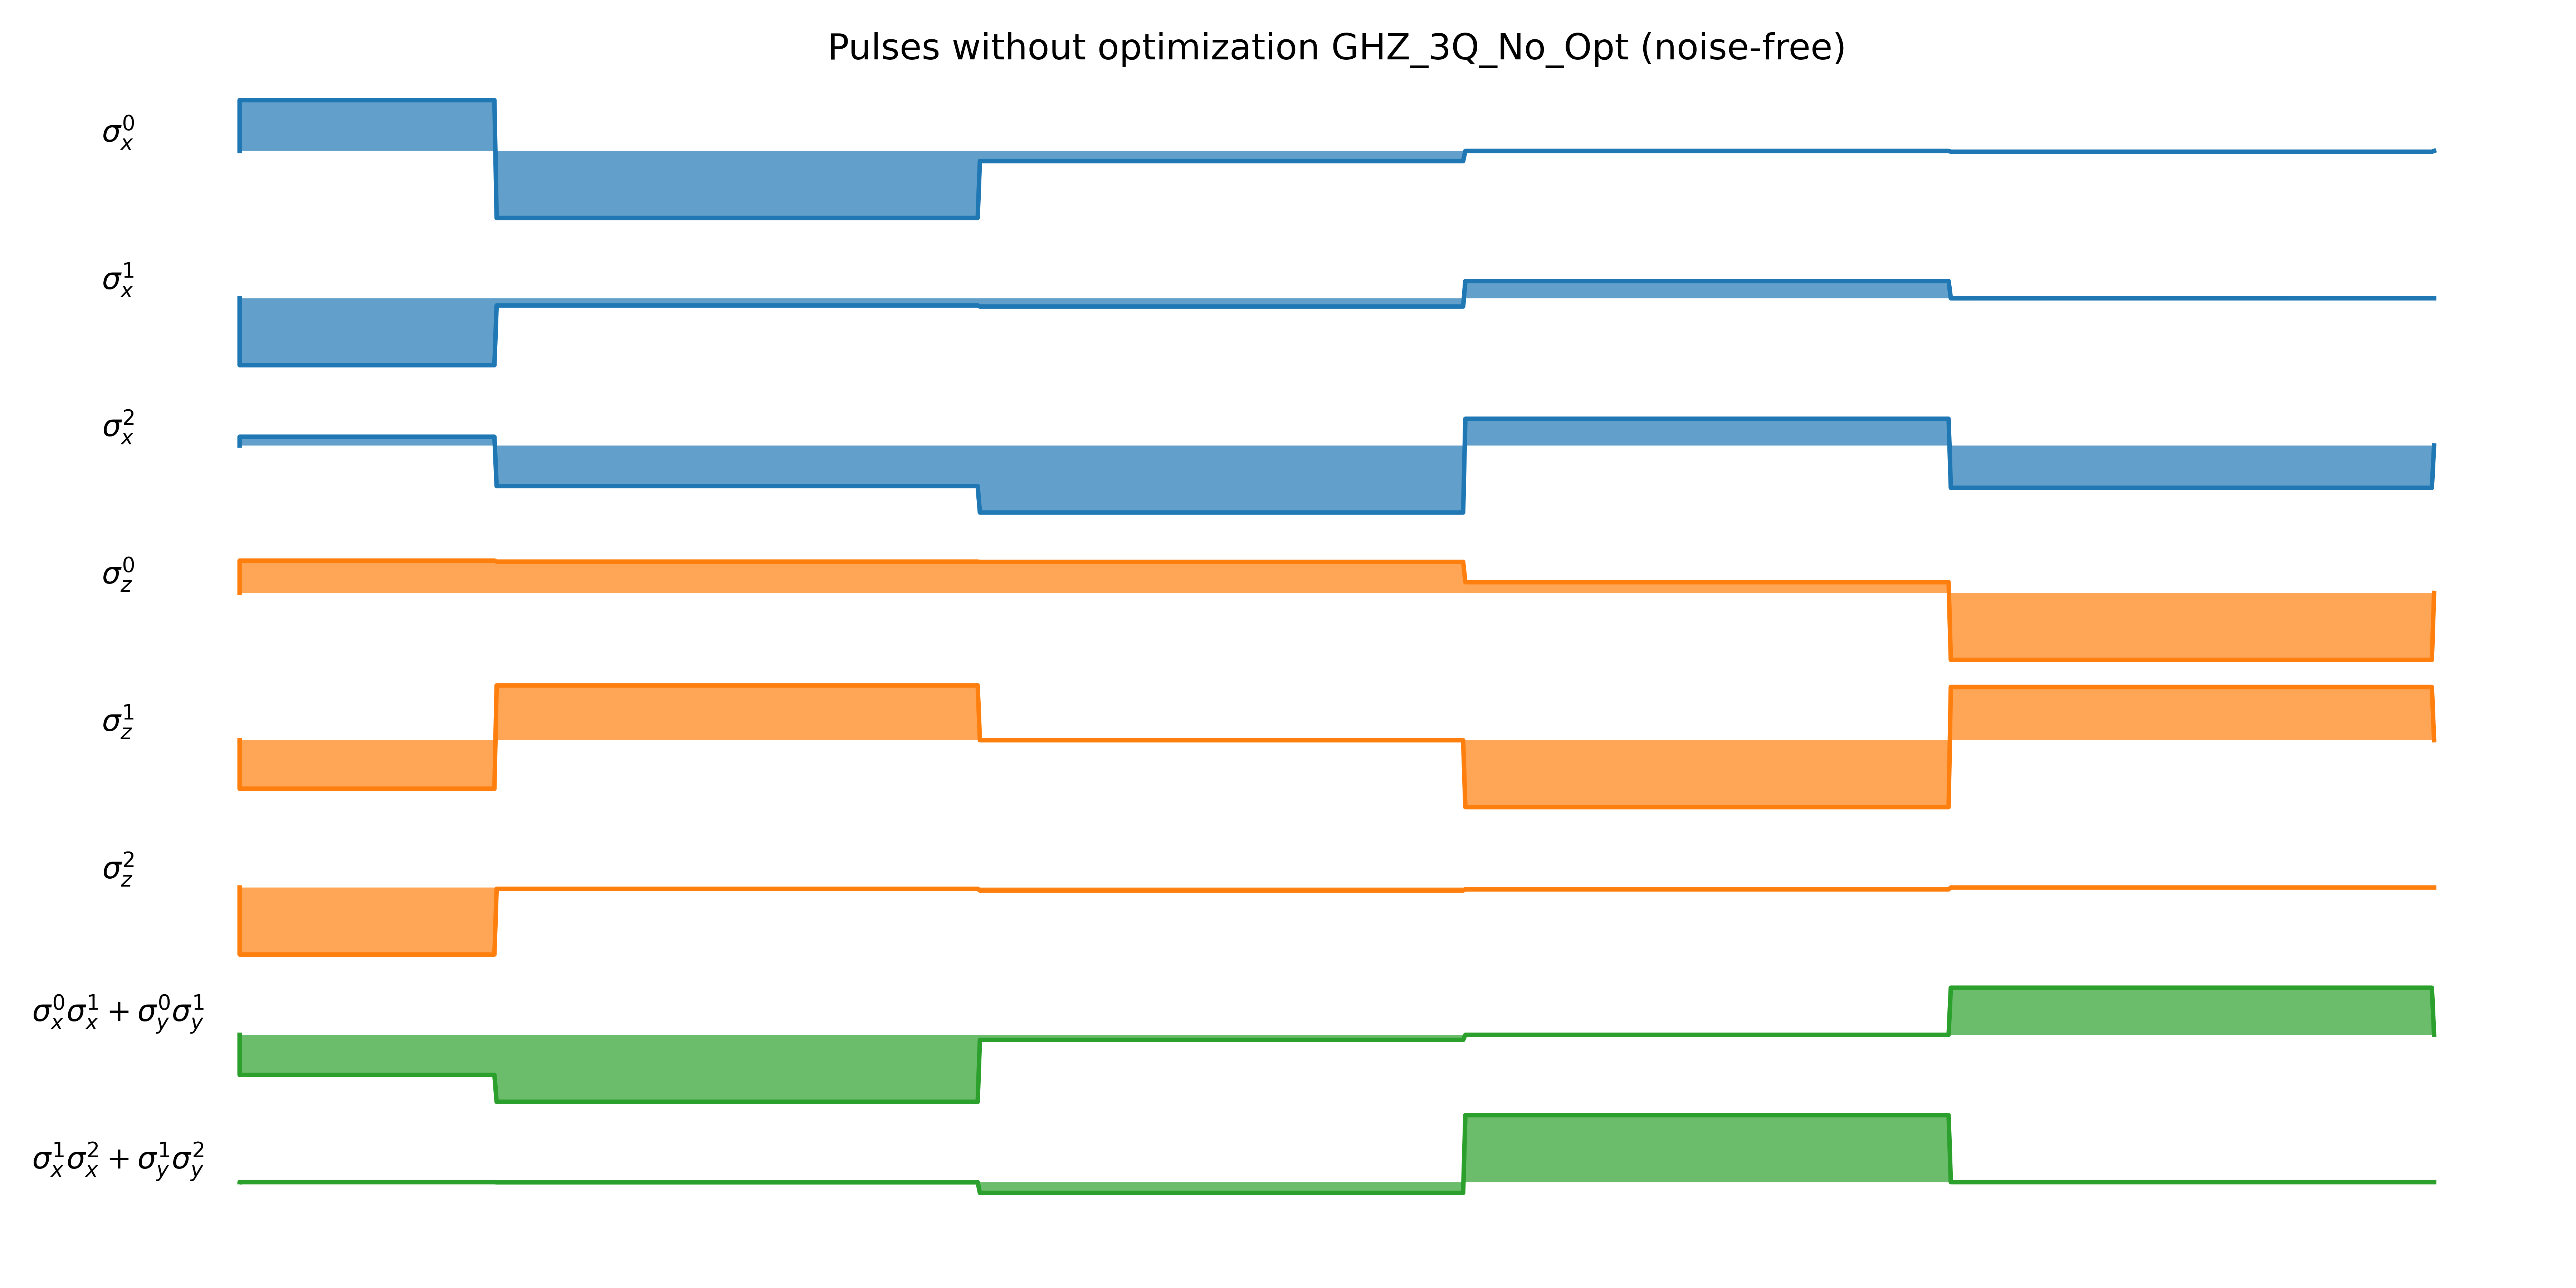 Pulses without optimization GHZ_3Q_No_Opt (noise-free)
σ_x^0
σ_x^1
σ_x^2
σ_z^0
σ_z^1
σ_z^2
σ_x^0σ_x^1 + σ_y^0σ_y^1
σ_x^1σ_x^2 + σ_y^1σ_y^2